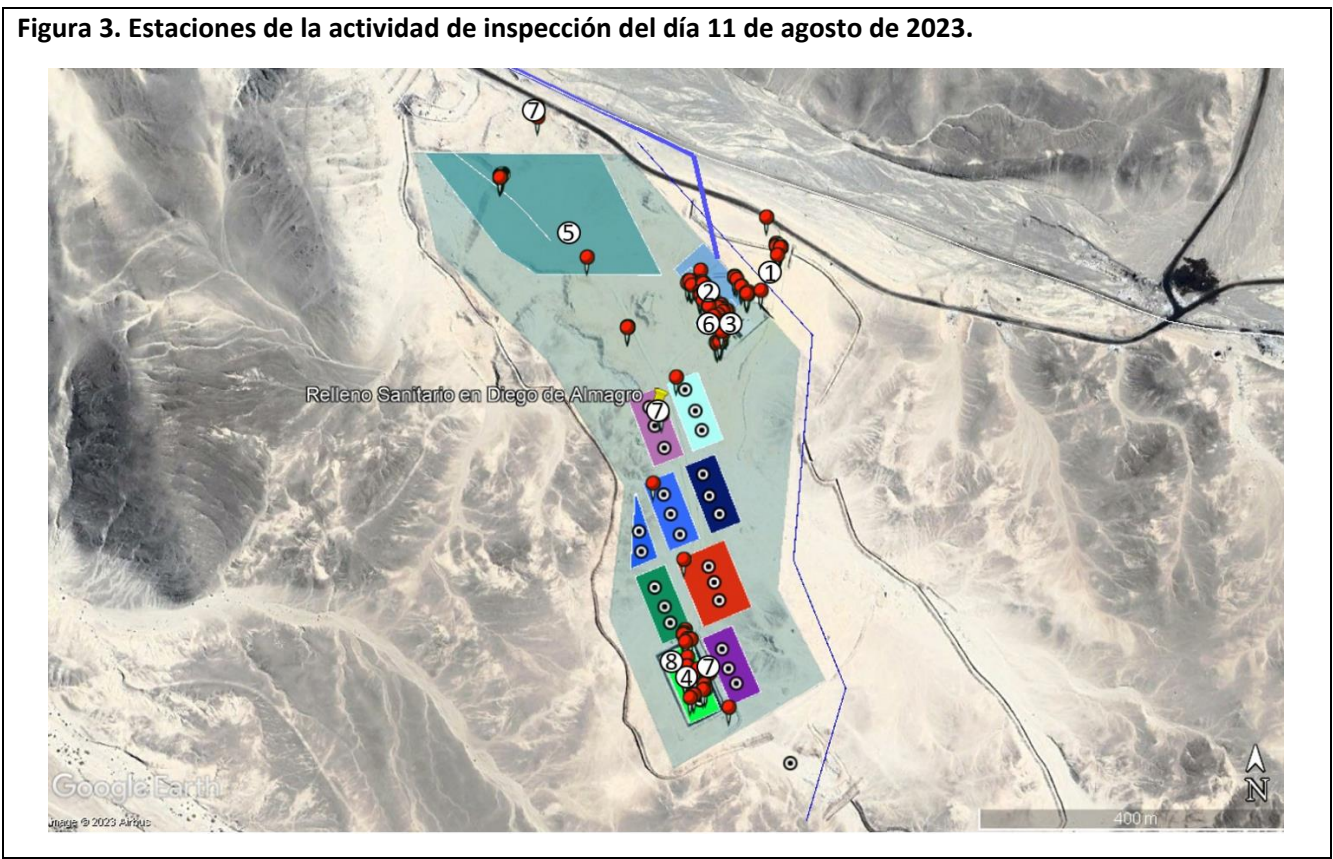 Figura 3. Estaciones de la actividad de inspección del día 11 de agosto de 2023.
7
5
1
2
6 3
Relleno Sanitario en Diego de Almagro
7
8 7
4
Google Earth
Image © 2023 Airbus
N
400 m